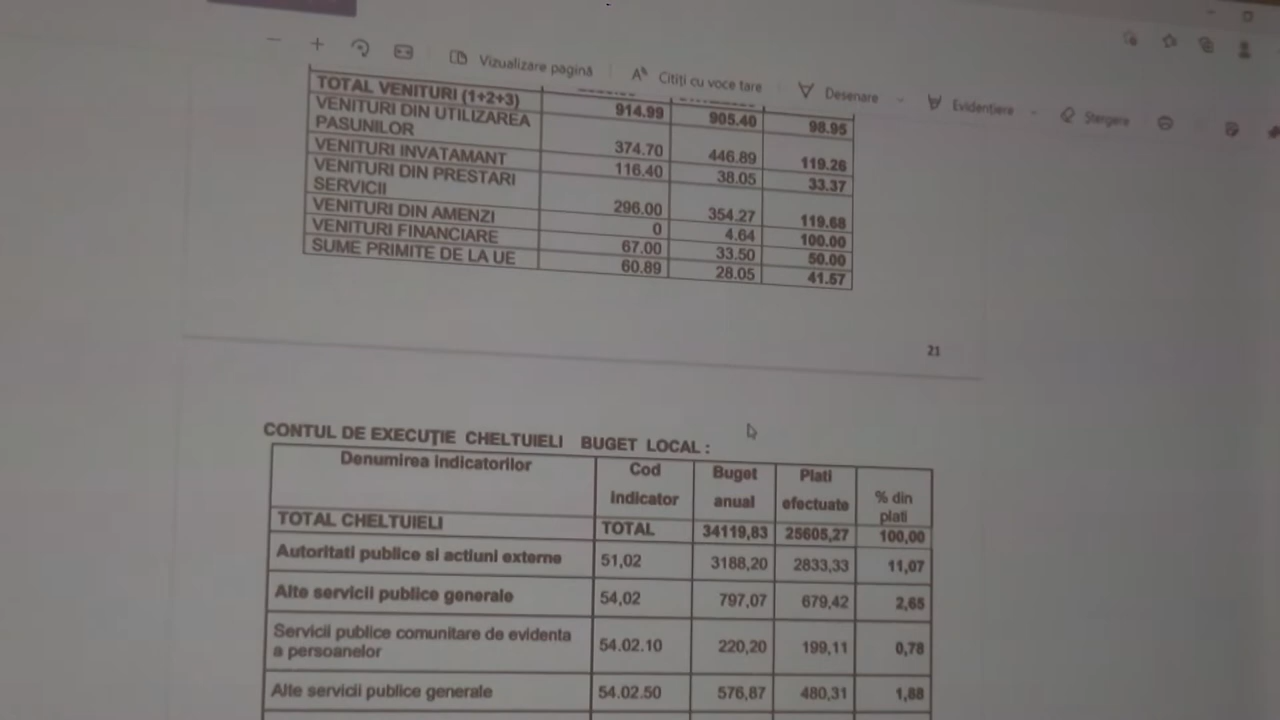 Vizualizare pagină
Citiți cu voce tare
Desenare
Evidențiere
Ștergere
TOTAL VENITURI (1+2+3) 914.99 905.40 98.95
VENITURI DIN UTILIZAREA PASUNILOR 374.70 446.89 119.26
VENITURI INVATAMANT 116.40 38.05 33.37
VENITURI DIN PRESTARI SERVICII 296.00 354.27 119.68
VENITURI DIN AMENZI 0 4.64 100.00
VENITURI FINANCIARE 67.00 33.50 50.00
SUME PRIMITE DE LA UE 60.89 28.05 41.57
21
CONTUL DE EXECUŢIE CHELTUIELI BUGET LOCAL :
Denumirea indicatorilor Cod indicator Buget anual Plati efectuate % din plati
TOTAL CHELTUIELI TOTAL 34119,83 25605,27 100,00
Autoritati publice si actiuni externe 51,02 3188,20 2833,33 11,07
Alte servicii publice generale 54,02 797,07 679,42 2,65
Servicii publice comunitare de evidenta a persoanelor 54.02.10 220,20 199,11 0,78
Alte servicii publice generale 54.02.50 576,87 480,31 1,88